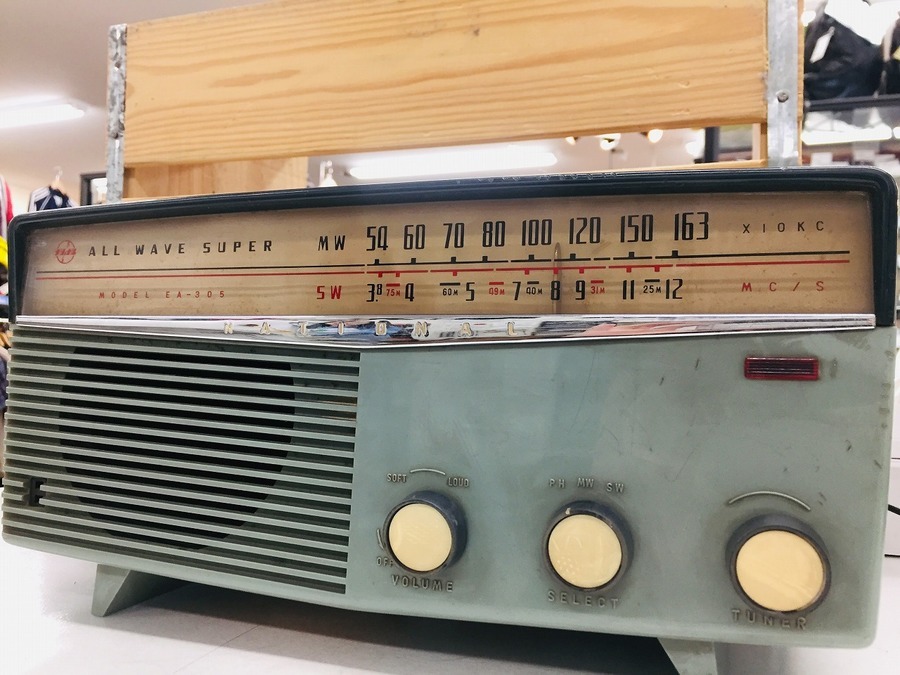 ALL WAVE SUPER MW 54 60 70 80 100 120 150 163 X10KC
MODEL EA-305 SW 3.8 75M 4 60M 5 49M 7 40M 8 9 31M 11 25M 12 MC/S
NATIONAL
SOFT LOUD
OFF
VOLUME
PH MW SW
SELECT
TUNER